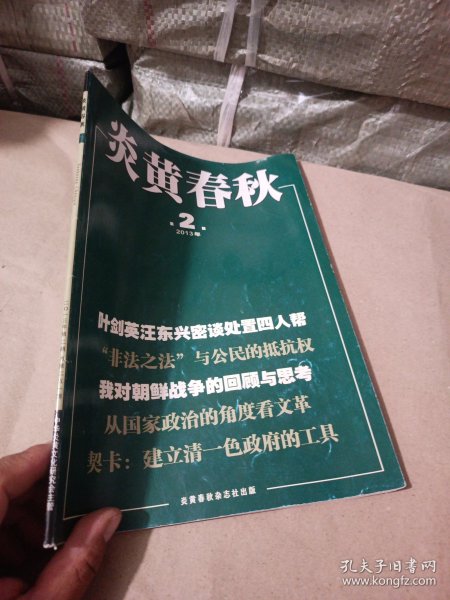 炎黄春秋
第2期
2013年
叶剑英汪东兴密谈处置四人帮
“非法之法”与公民的抵抗权
我对朝鲜战争的回顾与思考
从国家政治的角度看文革
契卡：建立清一色政府的工具
炎黄春秋杂志社出版
孔夫子旧书网
www.kongfz.com